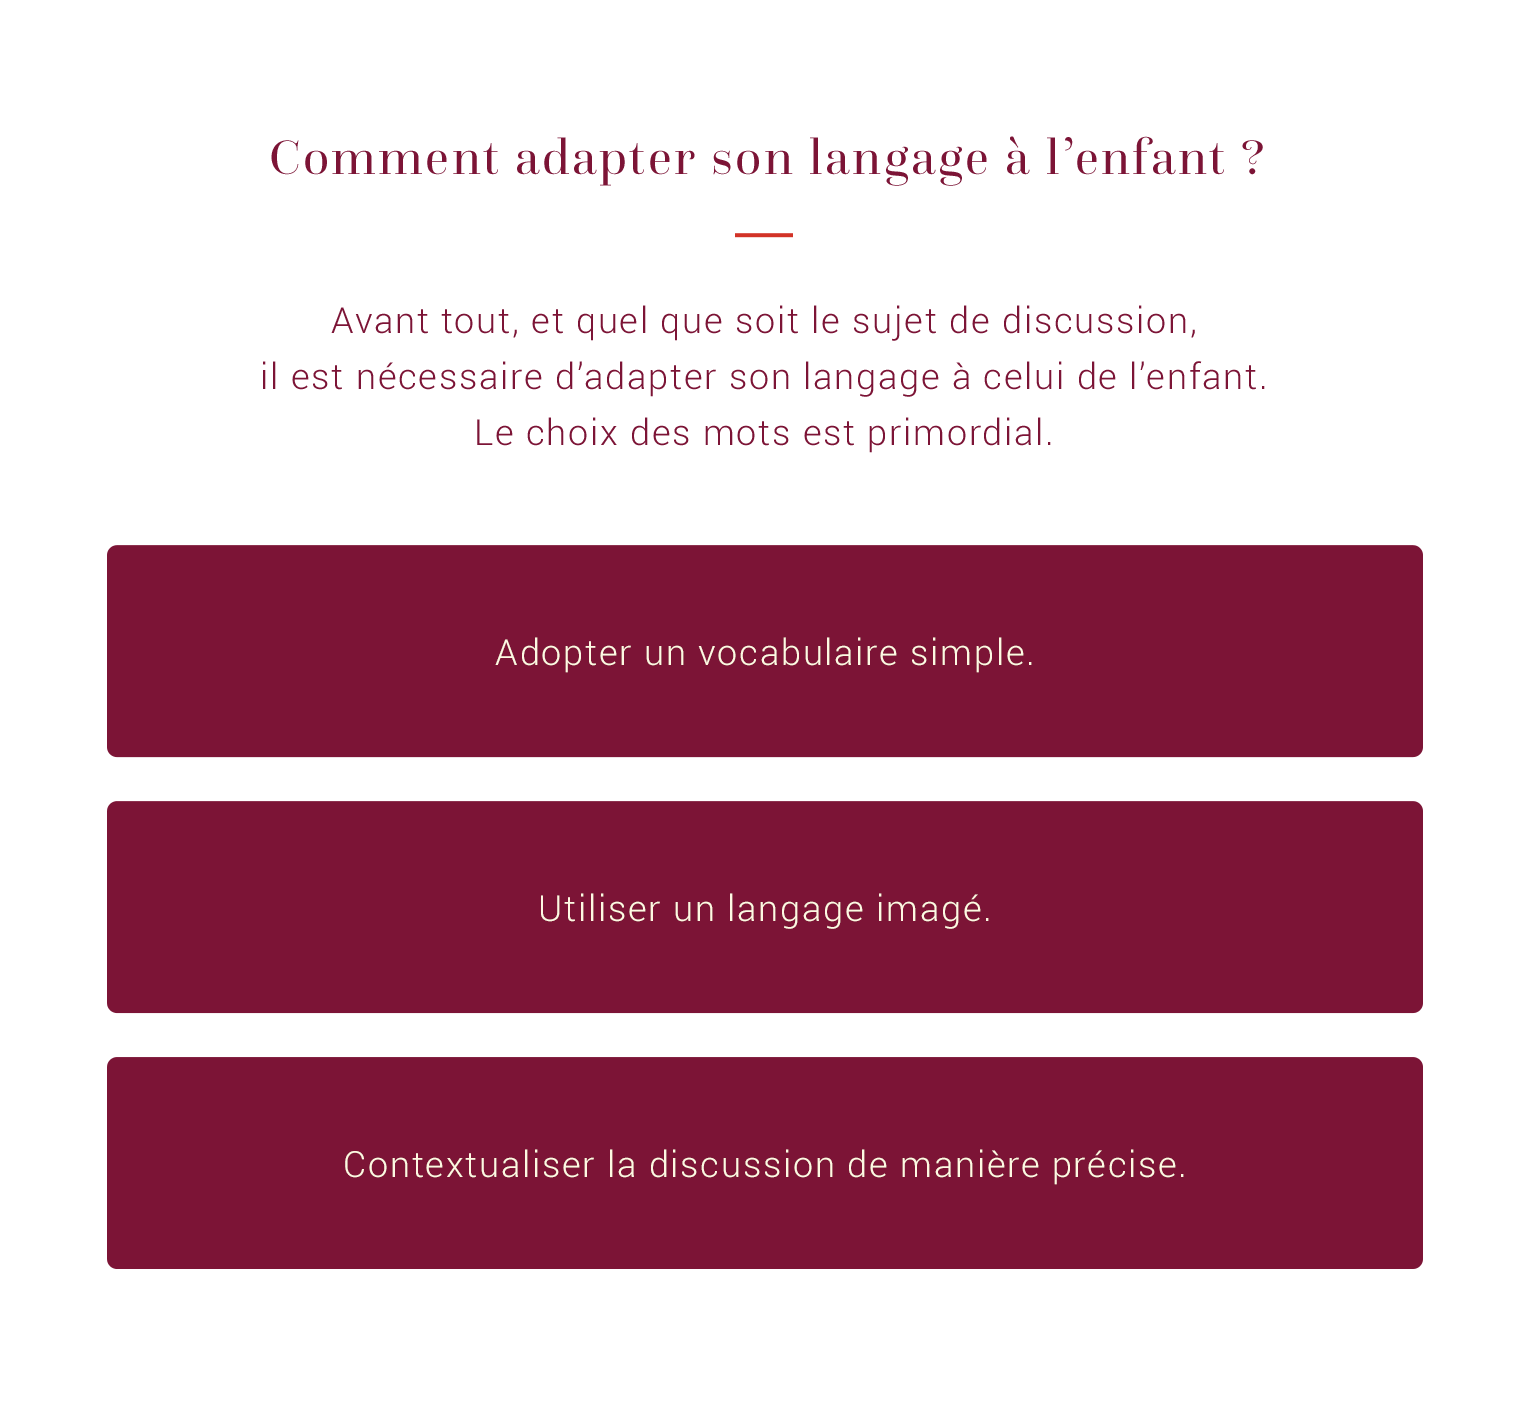 Comment adapter son langage à l’enfant ?
Avant tout, et quel que soit le sujet de discussion,
il est nécessaire d’adapter son langage à celui de l’enfant.
Le choix des mots est primordial.
Adopter un vocabulaire simple.
Utiliser un langage imagé.
Contextualiser la discussion de manière précise.